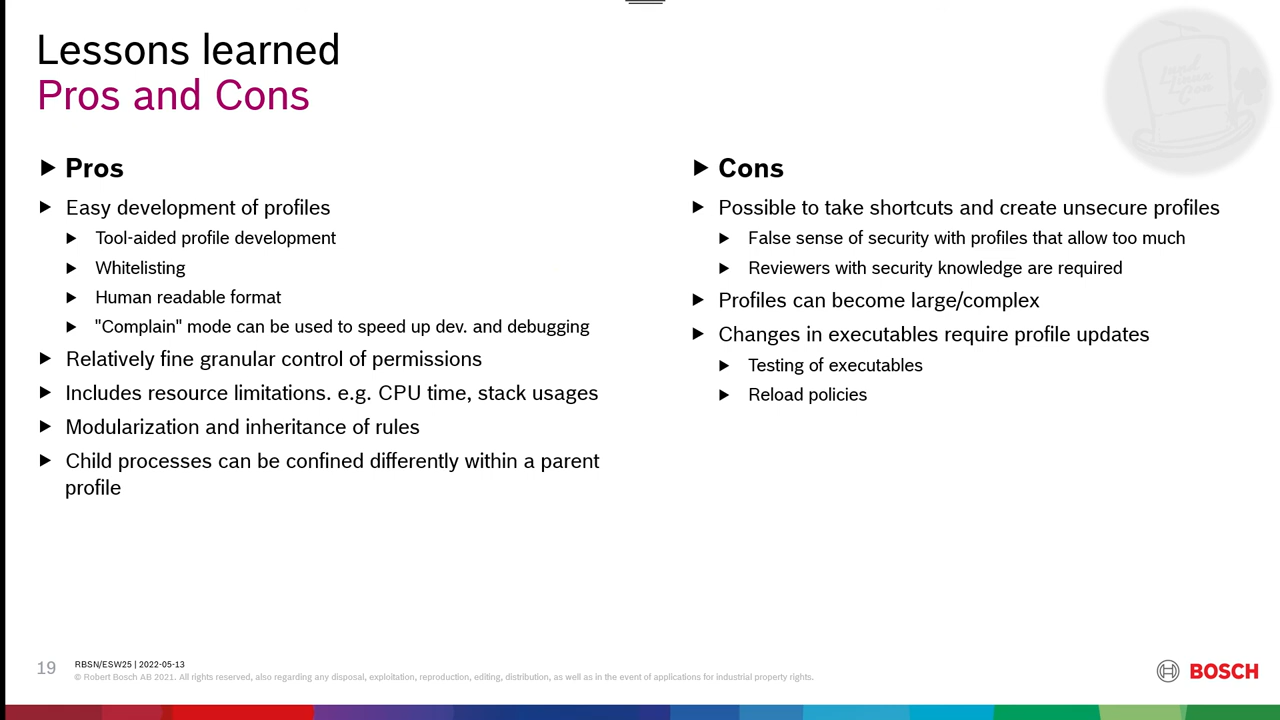 Lessons learned
Pros and Cons
Pros
Easy development of profiles
Tool-aided profile development
Whitelisting
Human readable format
"Complain" mode can be used to speed up dev. and debugging
Relatively fine granular control of permissions
Includes resource limitations. e.g. CPU time, stack usages
Modularization and inheritance of rules
Child processes can be confined differently within a parent
profile
Cons
Possible to take shortcuts and create unsecure profiles
False sense of security with profiles that allow too much
Reviewers with security knowledge are required
Profiles can become large/complex
Changes in executables require profile updates
Testing of executables
Reload policies
19
RBSN/ESW25 | 2022-05-13
© Robert Bosch AB 2021. All rights reserved, also regarding any disposal, exploitation, reproduction, editing, distribution, as well as in the event of applications for industrial property rights.
BOSCH